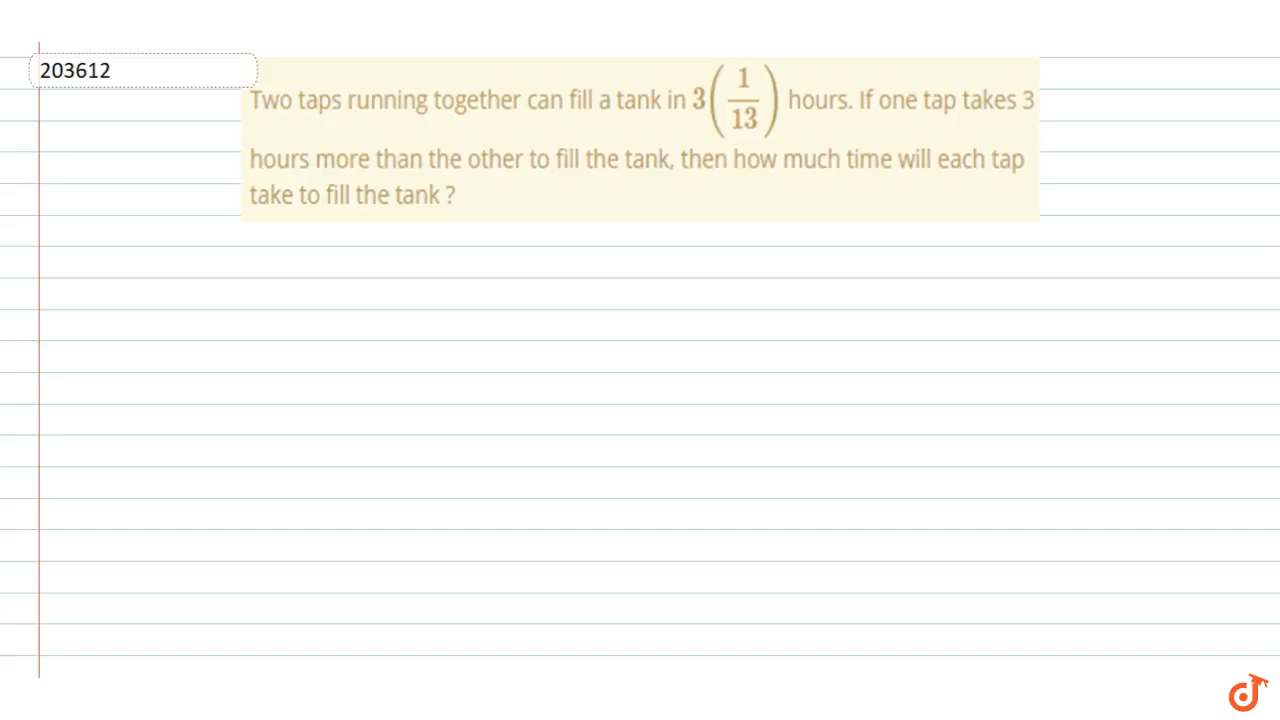 203612
Two taps running together can fill a tank in 3(1/13) hours. If one tap takes 3
hours more than the other to fill the tank, then how much time will each tap
take to fill the tank ?